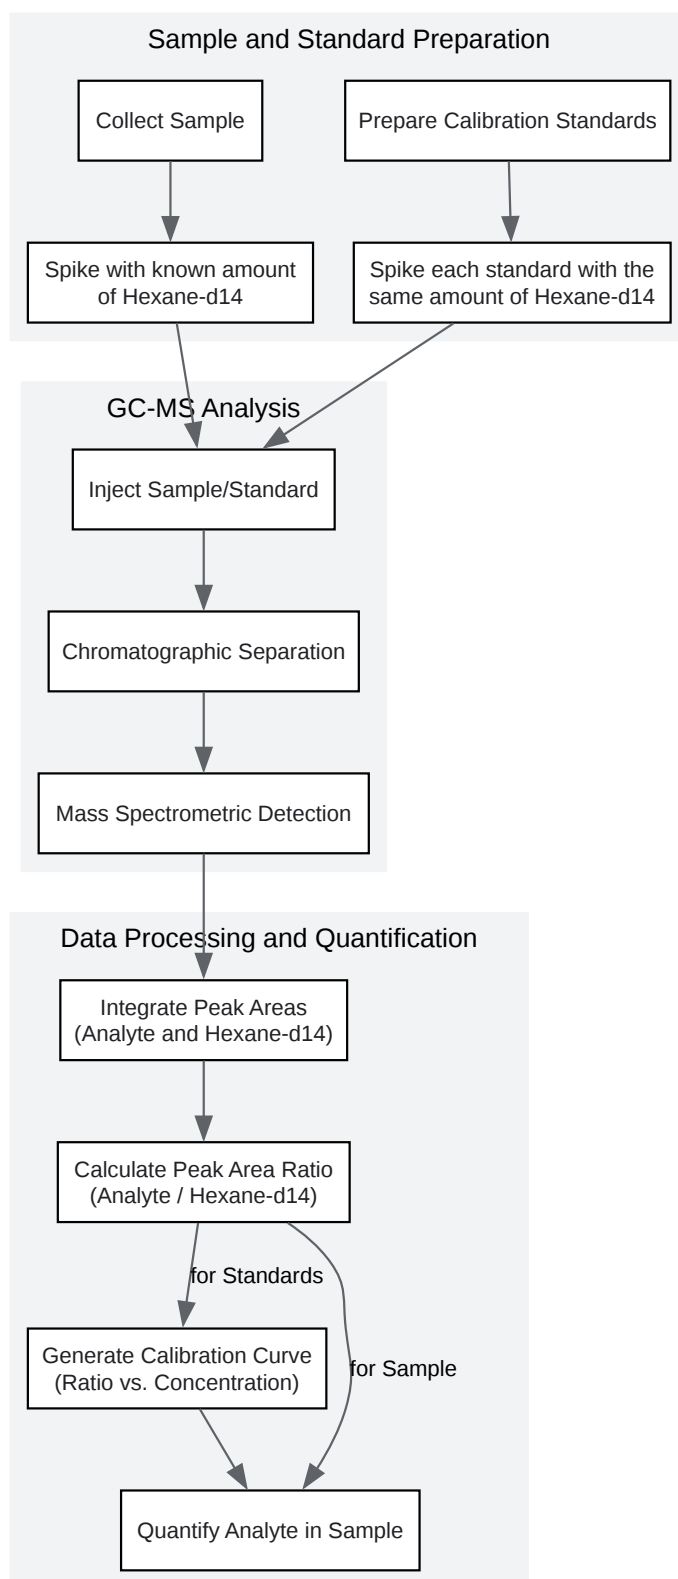 Sample and Standard Preparation
Collect Sample
Prepare Calibration Standards
Spike with known amount
of Hexane-d14
Spike each standard with the
same amount of Hexane-d14
GC-MS Analysis
Inject Sample/Standard
Chromatographic Separation
Mass Spectrometric Detection
Data Processing and Quantification
Integrate Peak Areas
(Analyte and Hexane-d14)
Calculate Peak Area Ratio
(Analyte / Hexane-d14)
for Standards
Generate Calibration Curve
(Ratio vs. Concentration)
for Sample
Quantify Analyte in Sample